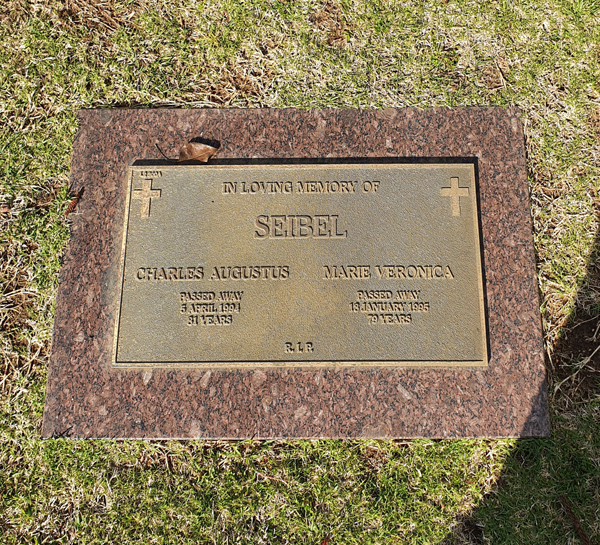 IN LOVING MEMORY OF
SEIBEL
CHARLES AUGUSTUS
PASSED AWAY
5 APRIL 1994
81 YEARS
MARIE VERONICA
PASSED AWAY
18 JANUARY 1995
79 YEARS
R.I.P.